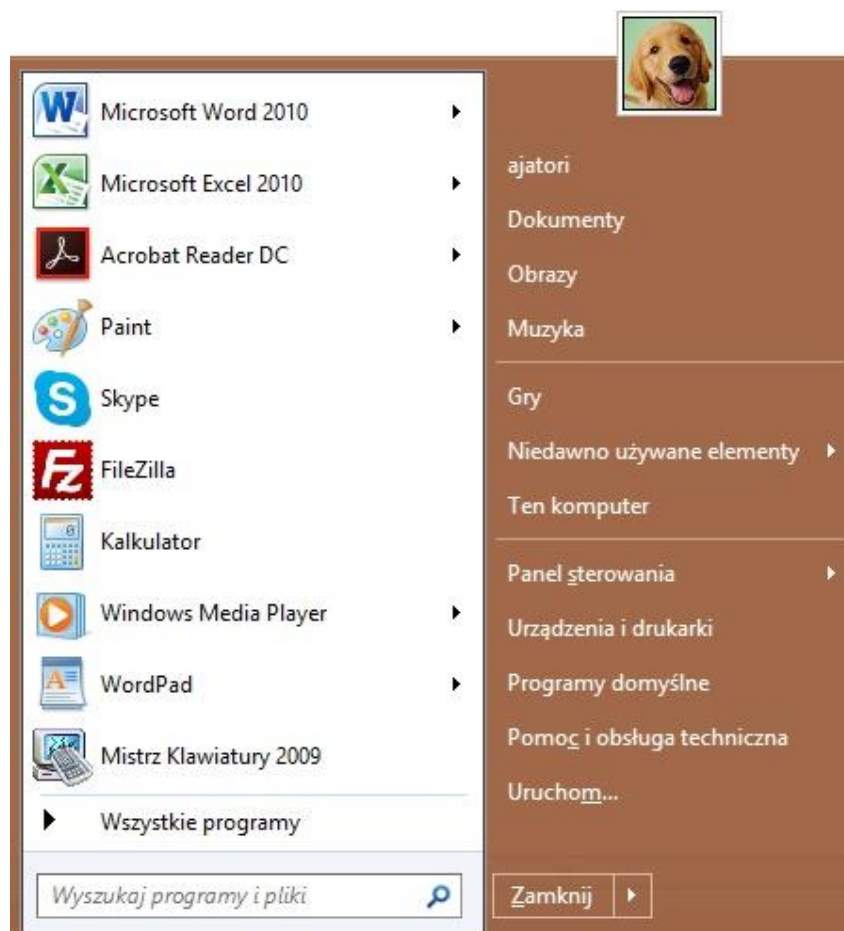 Microsoft Word 2010
Microsoft Excel 2010
Acrobat Reader DC
Paint
Skype
FileZilla
Kalkulator
Windows Media Player
WordPad
Mistrz Klawiatury 2009
Wszystkie programy
Wyszukaj programy i pliki
ajatori
Dokumenty
Obrazy
Muzyka
Gry
Niedawno używane elementy
Ten komputer
Panel sterowania
Urządzenia i drukarki
Programy domyślne
Pomoc i obsługa techniczna
Uruchom...
Zamknij